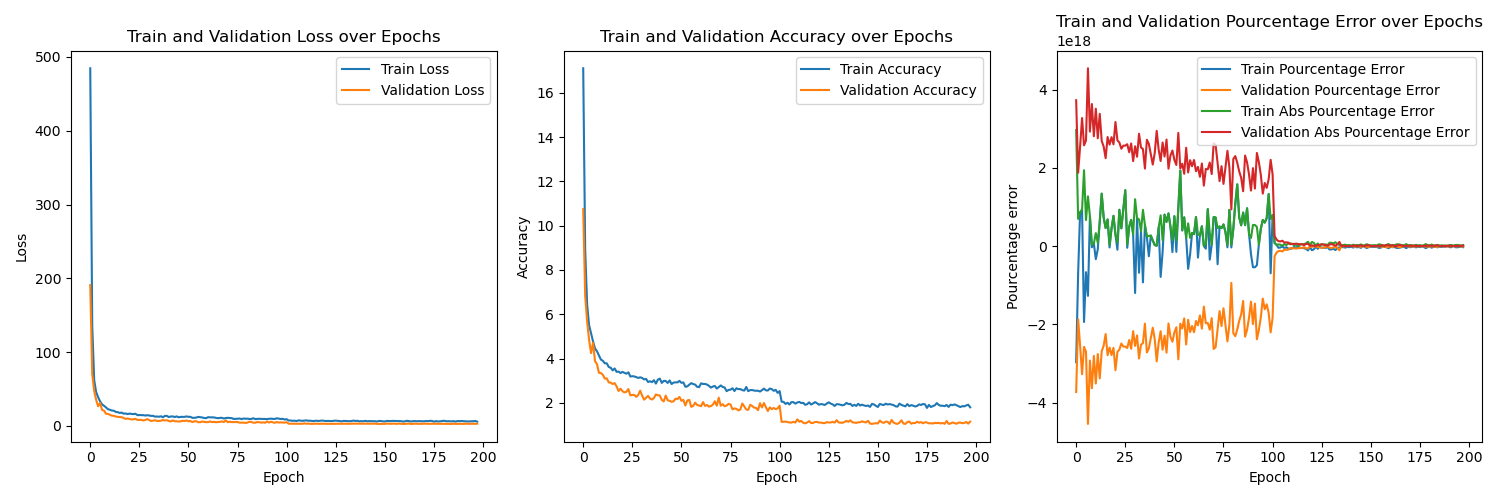 Train and Validation Loss over Epochs
Loss
500
400
300
200
100
0
Train Loss
Validation Loss
0 25 50 75 100 125 150 175 200
Epoch
Train and Validation Accuracy over Epochs
Accuracy
16
14
12
10
8
6
4
2
Train Accuracy
Validation Accuracy
0 25 50 75 100 125 150 175 200
Epoch
Train and Validation Pourcentage Error over Epochs
1e18
Pourcentage error
4
2
0
−2
−4
Train Pourcentage Error
Validation Pourcentage Error
Train Abs Pourcentage Error
Validation Abs Pourcentage Error
0 25 50 75 100 125 150 175 200
Epoch